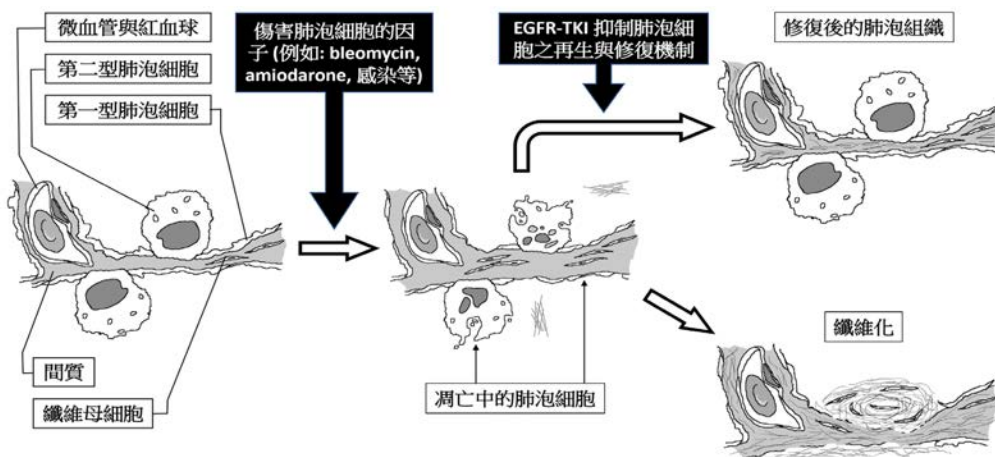 微血管與紅血球
第二型肺泡細胞
第一型肺泡細胞
間質
纖維母細胞
傷害肺泡細胞的因
子 (例如: bleomycin,
amiodarone, 感染等)
凋亡中的肺泡細胞
EGFR-TKI 抑制肺泡細
胞之再生與修復機制
修復後的肺泡組織
纖維化